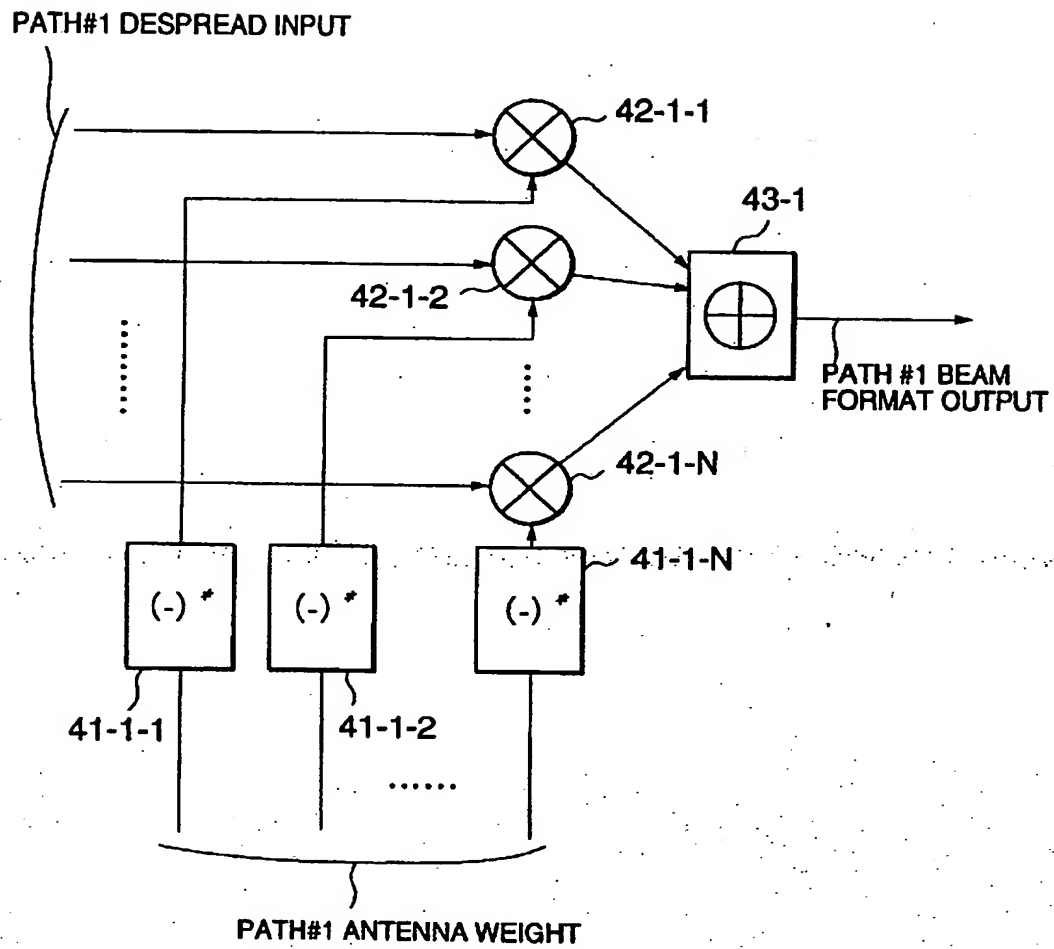 PATH#1 DESPREAD INPUT
42-1-1
43-1
42-1-2
PATH #1 BEAM
FORMAT OUTPUT
42-1-N
41-1-N
(-) *
(-) *
(-) *
41-1-1
41-1-2
PATH#1 ANTENNA WEIGHT